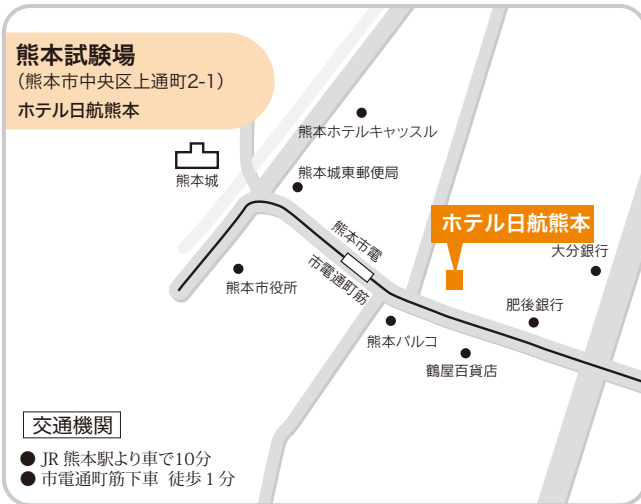 熊本試験場
(熊本市中央区上通町2-1)
ホテル日航熊本
熊本ホテルキャッスル
熊本城
熊本城東郵便局
ホテル日航熊本
熊本市電
大分銀行
市電通町筋
熊本市役所
肥後銀行
熊本パルコ
鶴屋百貨店
交通機関
● JR 熊本駅より車で10分
● 市電通町筋下車 徒歩1分